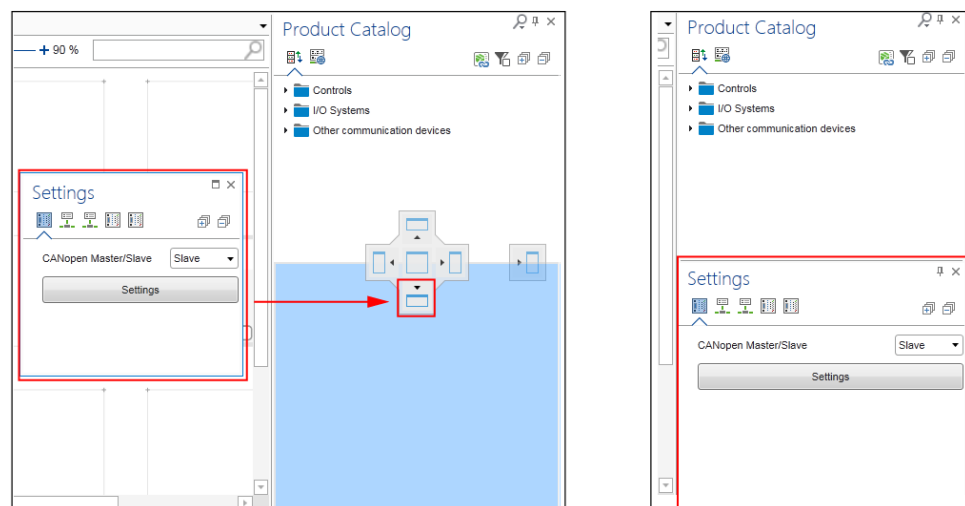 90 %
Product Catalog
Controls
I/O Systems
Other communication devices
Settings
CANopen Master/Slave
Slave
Settings
Product Catalog
Controls
I/O Systems
Other communication devices
Settings
CANopen Master/Slave
Slave
Settings